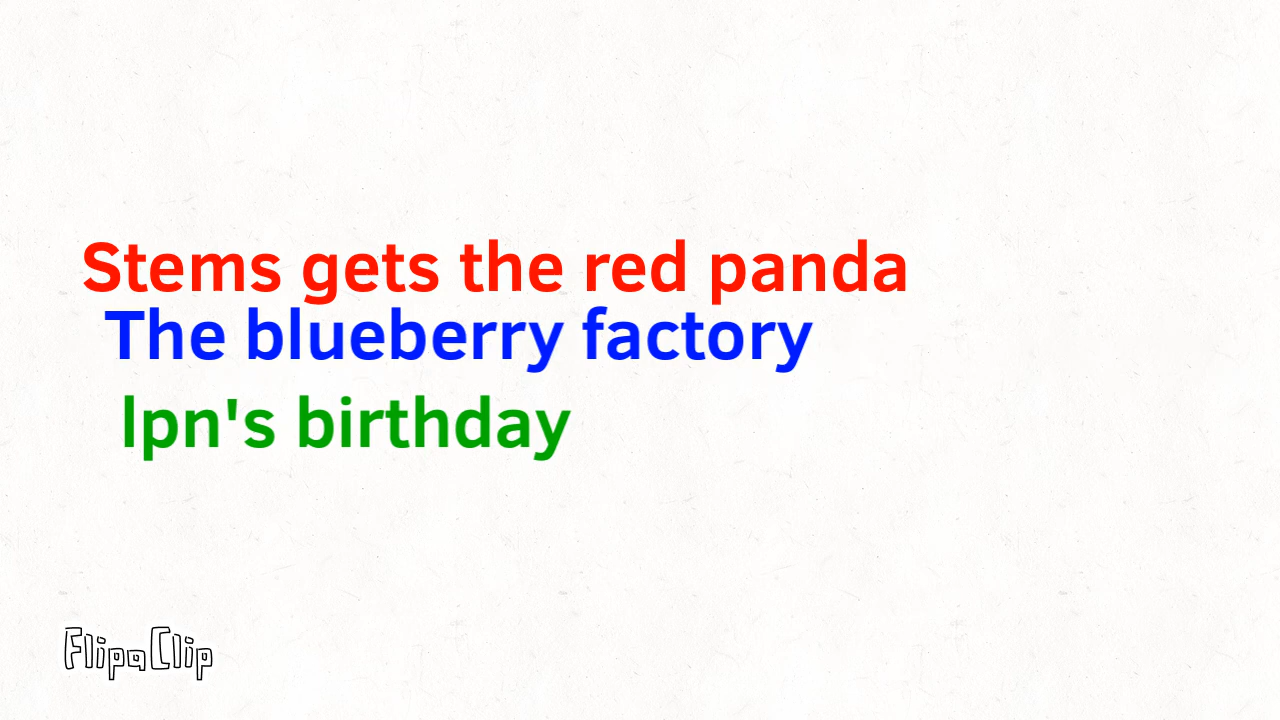 Stems gets the red panda
The blueberry factory
lpn's birthday
FlipaClip